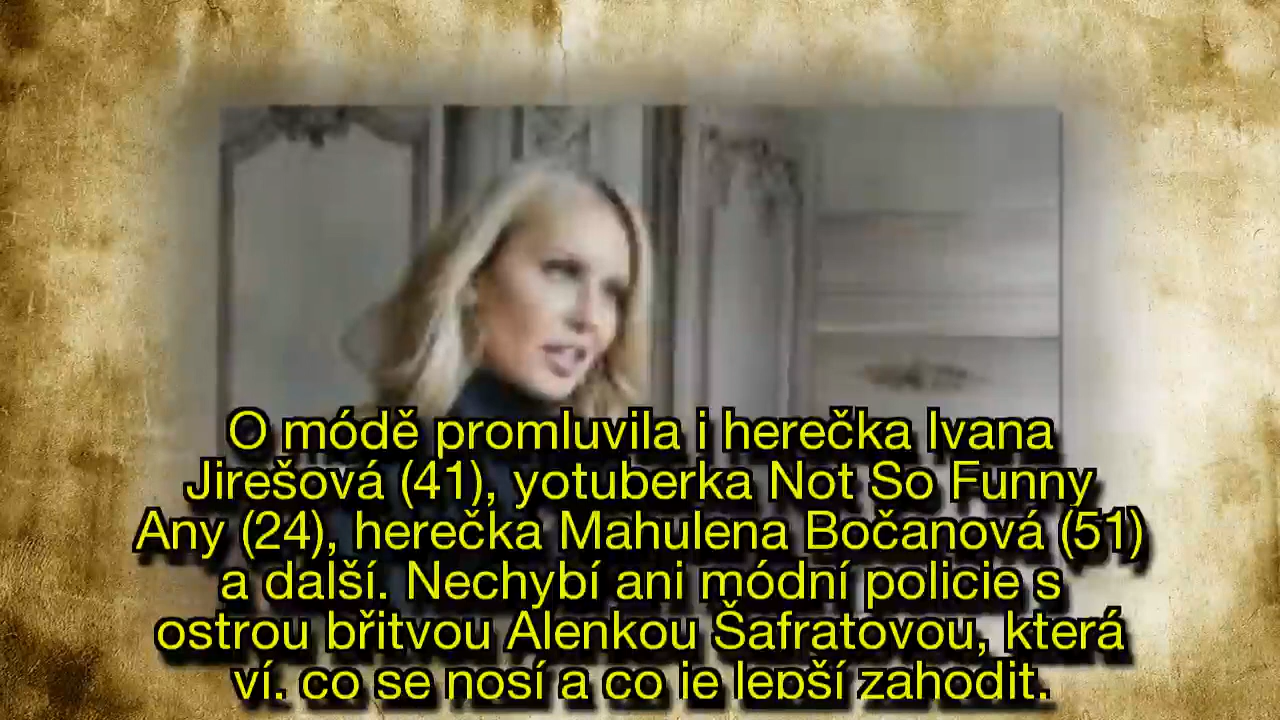 O módě promluvila i herečka Ivana
Jirešová (41), yotuberka Not So Funny
Any (24), herečka Mahulena Bočanová (51)
a další. Nechybí ani módní policie s
ostrou břitvou Alenkou Šafratovou, která
ví, co se nosí a co je lepší zahodit.